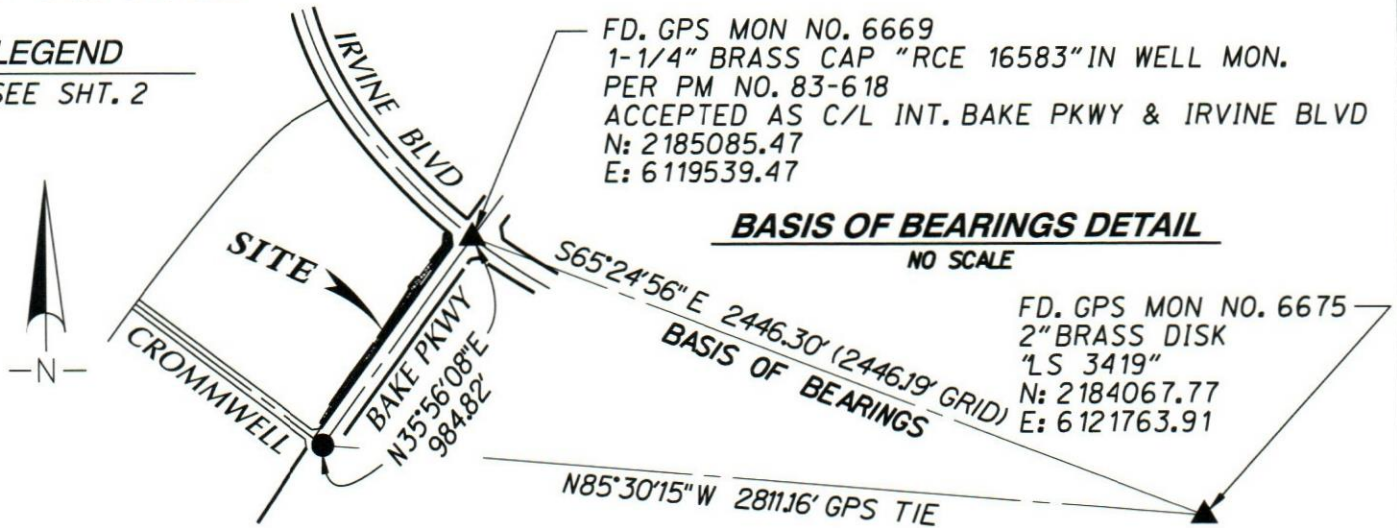 LEGEND
SEE SHT. 2
IRVINE BLVD
FD. GPS MON NO. 6669
1-1/4" BRASS CAP "RCE 16583" IN WELL MON.
PER PM NO. 83-618
ACCEPTED AS C/L INT. BAKE PKWY & IRVINE BLVD
N: 2185085.47
E: 6119539.47
BASIS OF BEARINGS DETAIL
NO SCALE
SITE
-N-
CROMMWELL
BAKE PKWY
N35°56'08"E
984.82'
S65°24'56"E 2446.30' (2446.19' GRID)
BASIS OF BEARINGS
FD. GPS MON NO. 6675
2" BRASS DISK
"LS 3419"
N: 2184067.77
E: 6121763.91
N85°30'15"W 2811.16' GPS TIE